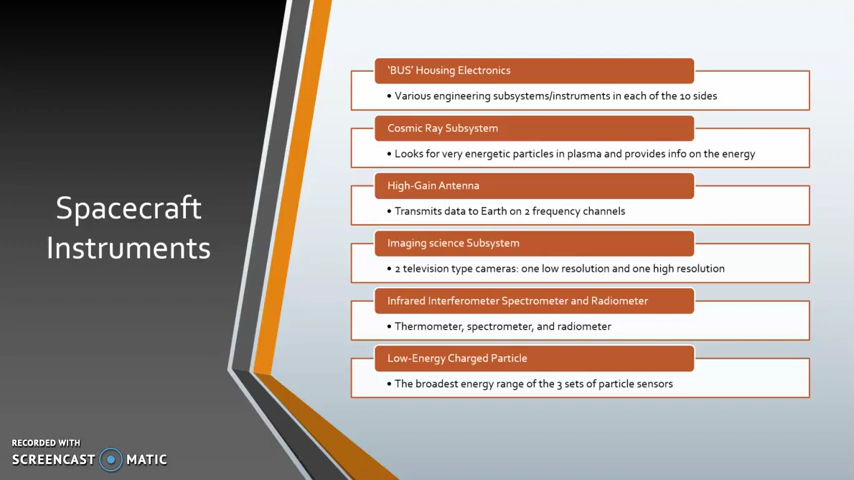 Spacecraft
Instruments
‘BUS’ Housing Electronics
• Various engineering subsystems/instruments in each of the 10 sides
Cosmic Ray Subsystem
• Looks for very energetic particles in plasma and provides info on the energy
High-Gain Antenna
• Transmits data to Earth on 2 frequency channels
Imaging science Subsystem
• 2 television type cameras: one low resolution and one high resolution
Infrared Interferometer Spectrometer and Radiometer
• Thermometer, spectrometer, and radiometer
Low-Energy Charged Particle
• The broadest energy range of the 3 sets of particle sensors
RECORDED WITH
SCREENCAST MATIC